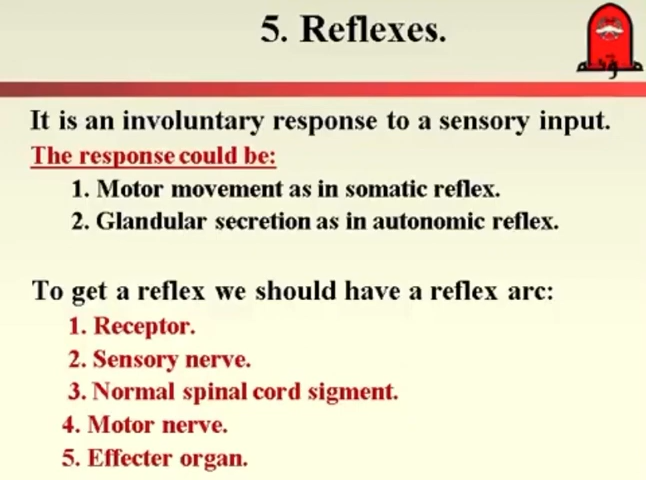 5. Reflexes.
It is an involuntary response to a sensory input.
The response could be:
1. Motor movement as in somatic reflex.
2. Glandular secretion as in autonomic reflex.
To get a reflex we should have a reflex arc:
1. Receptor.
2. Sensory nerve.
3. Normal spinal cord sigment.
4. Motor nerve.
5. Effecter organ.